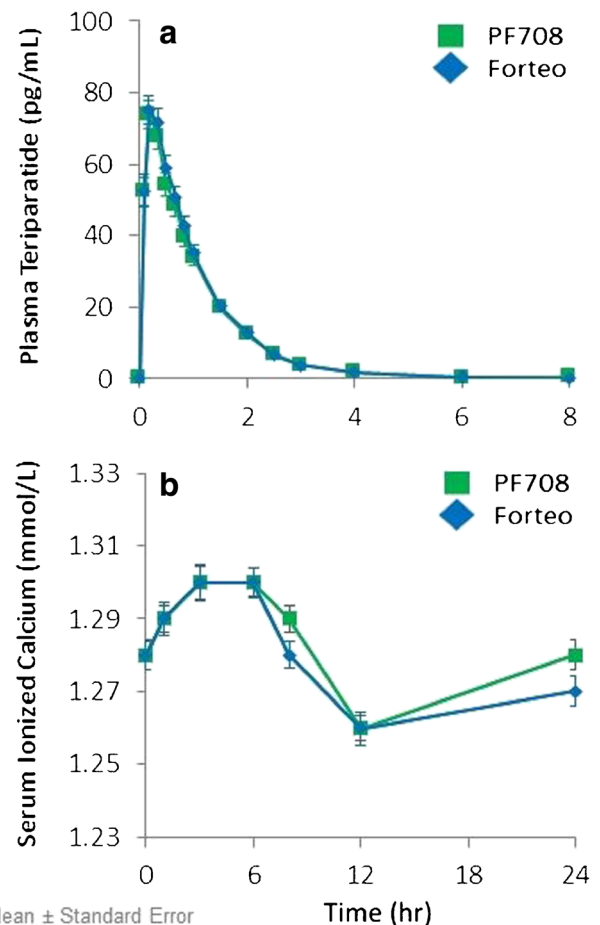 100
a
PF708
Forteo
80
60
40
20
0
Plasma Teriparatide (pg/mL)
0 2 4 6 8
1.33
b
PF708
Forteo
1.31
1.29
1.27
1.25
1.23
Serum Ionized Calcium (mmol/L)
0 6 12 18 24
Time (hr)
lean ± Standard Error